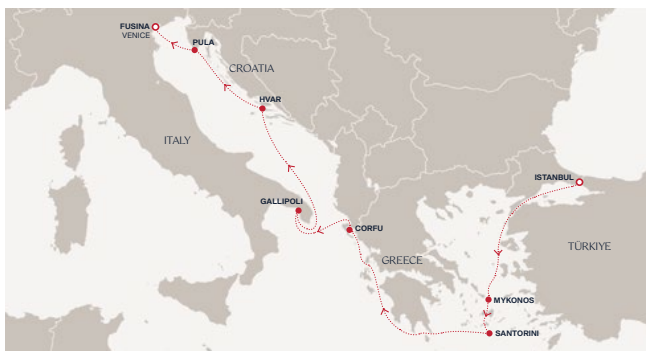 FUSINA
VENICE
PULA
CROATIA
HVAR
ITALY
ISTANBUL
GALLIPOLI
CORFU
TÜRKIYE
GREECE
MYKONOS
SANTORINI